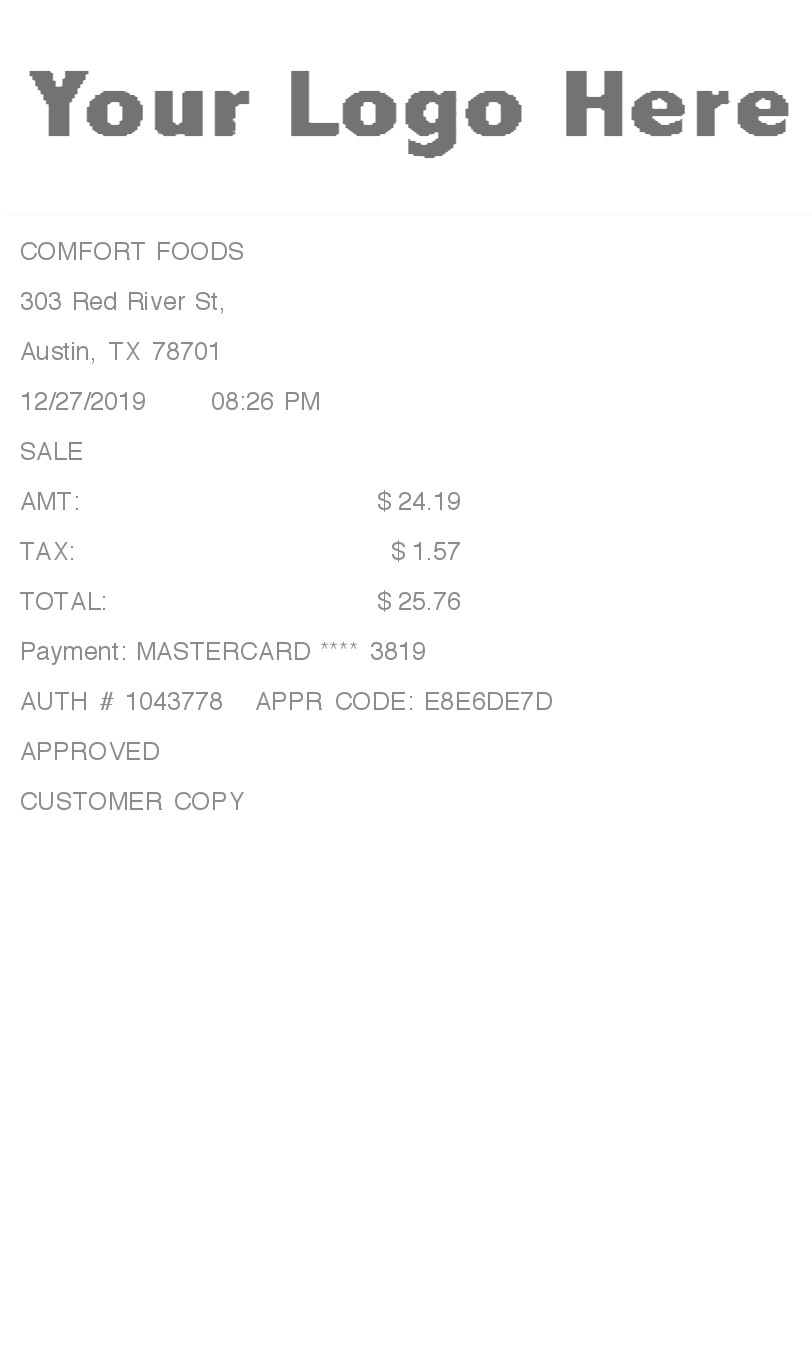 Your Logo Here
COMFORT FOODS
303 Red River St,
Austin, TX 78701
12/27/2019 08:26 PM
SALE
AMT: $ 24.19
TAX: $ 1.57
TOTAL: $ 25.76
Payment: MASTERCARD **** 3819
AUTH # 1043778 APPR CODE: E8E6DE7D
APPROVED
CUSTOMER COPY